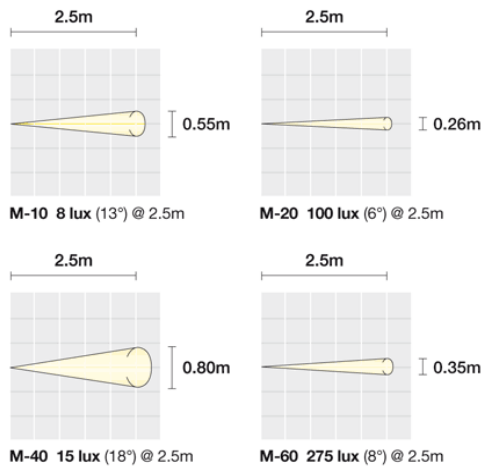 2.5m
0.55m
M-10 8 lux (13°) @ 2.5m
2.5m
0.26m
M-20 100 lux (6°) @ 2.5m
2.5m
0.80m
M-40 15 lux (18°) @ 2.5m
2.5m
0.35m
M-60 275 lux (8°) @ 2.5m